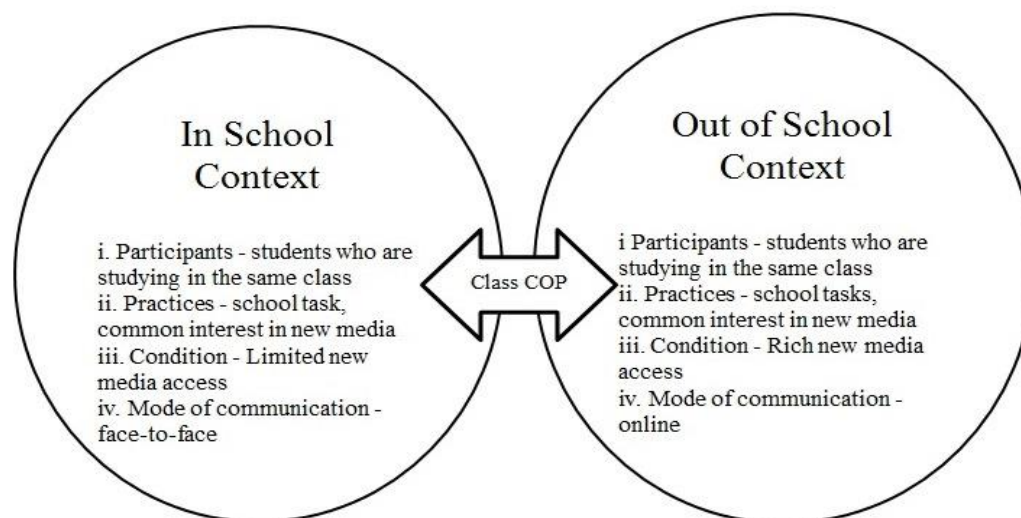 In School
Context
i. Participants - students who are
studying in the same class
ii. Practices - school task,
common interest in new media
iii. Condition - Limited new
media access
iv. Mode of communication -
face-to-face
Class COP
Out of School
Context
i Participants - students who are
studying in the same class
ii. Practices - school tasks,
common interest in new media
iii. Condition - Rich new media
access
iv. Mode of communication -
online